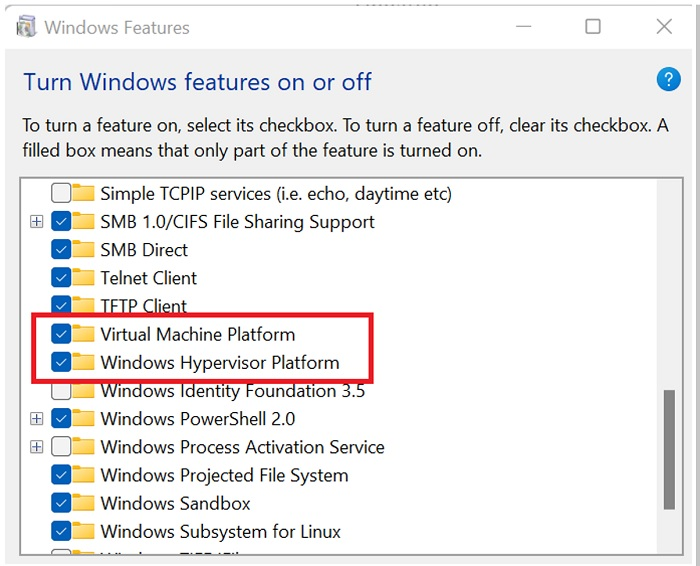 Windows Features
Turn Windows features on or off
?
To turn a feature on, select its checkbox. To turn a feature off, clear its checkbox. A
filled box means that only part of the feature is turned on.
Simple TCPIP services (i.e. echo, daytime etc)
SMB 1.0/CIFS File Sharing Support
SMB Direct
Telnet Client
TFTP Client
Virtual Machine Platform
Windows Hypervisor Platform
Windows Identity Foundation 3.5
Windows PowerShell 2.0
Windows Process Activation Service
Windows Projected File System
Windows Sandbox
Windows Subsystem for Linux